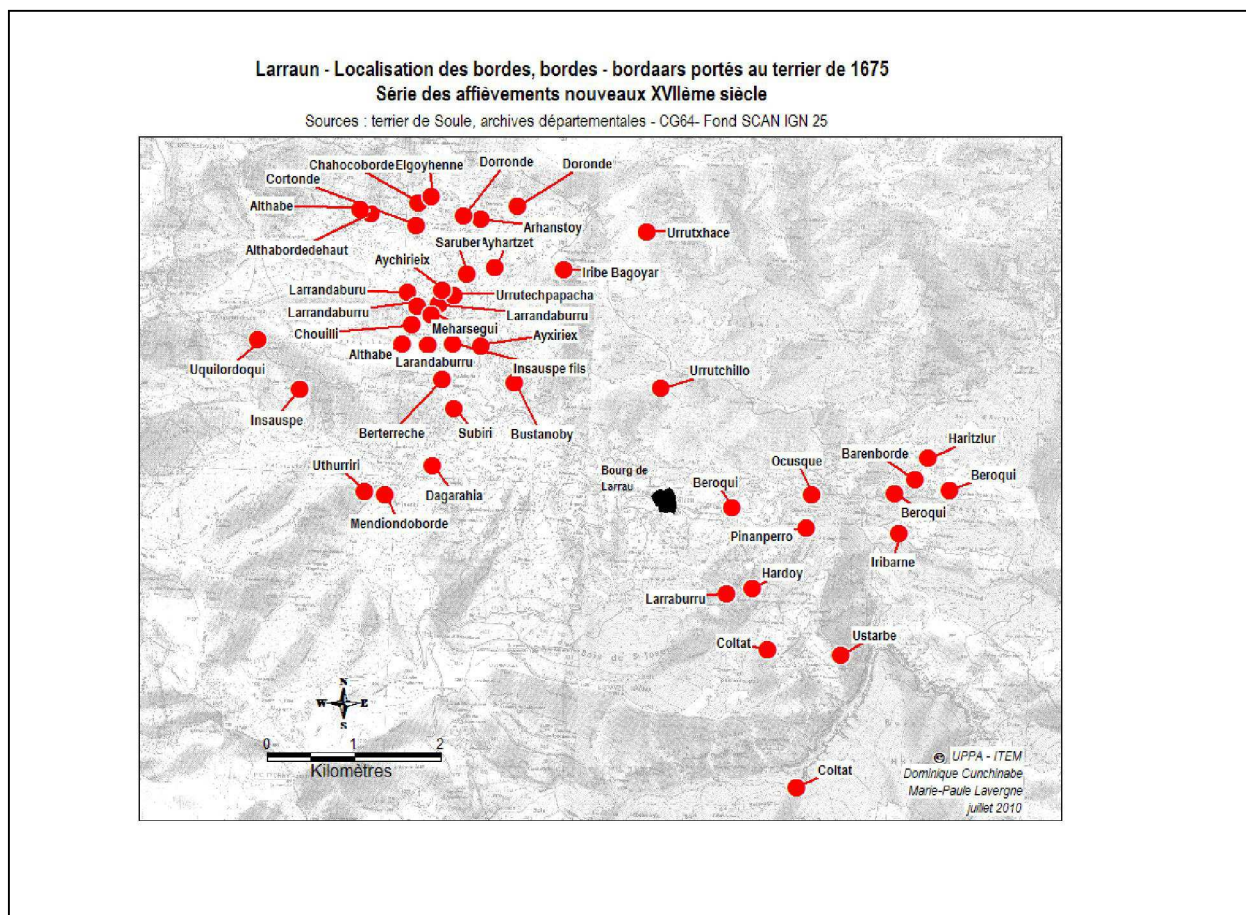 Larraun - Localisation des bordes, bordes - bordaars portés au terrier de 1675
Série des affièvements nouveaux XVIIème siècle
Sources : terrier de Soule, archives départementales - CG64- Fond SCAN IGN 25
Chahocoborde
Elgoyhenne
Dorronde
Doronde
Cortonde
Althabe
Arhanstoy
Urrutxhace
Althabordedehaut
Saruber
Ayhartzet
Aychirieix
Iribe Bagoyar
Larrandaburu
Urrutechpapacha
Larrandaburru
Larrandaburru
Chouilli
Meharsegui
Ayxiriex
Althabe
Larandaburru
Insauspe fils
Uquilordoqui
Urrutchillo
Insauspe
Berterreche
Subiri
Bustanoby
Haritzlur
Barenborde
Ocusque
Uthurriri
Bourg de
Larrau
Beroqui
Beroqui
Dagarahia
Beroqui
Mendiondoborde
Pinanperro
Iribarne
Hardoy
Larraburru
Coltat
Ustarbe
N
W E
S
0 1 2
Kilomètres
Coltat
© UPPA - ITEM
Dominique Cunchinabe
Marie-Paule Lavergne
juillet 2010